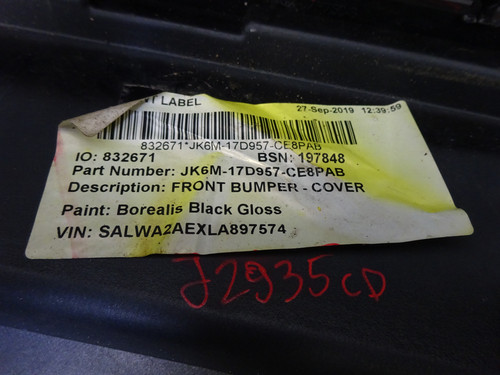 LABEL
27-Sep-2019 12:39:59
832671*JK6M-17D957-CE8PAB
IO: 832671 BSN: 197848
Part Number: JK6M-17D957-CE8PAB
Description: FRONT BUMPER - COVER
Paint: Borealis Black Gloss
VIN: SALWA2AEXLA897574
J2935CD